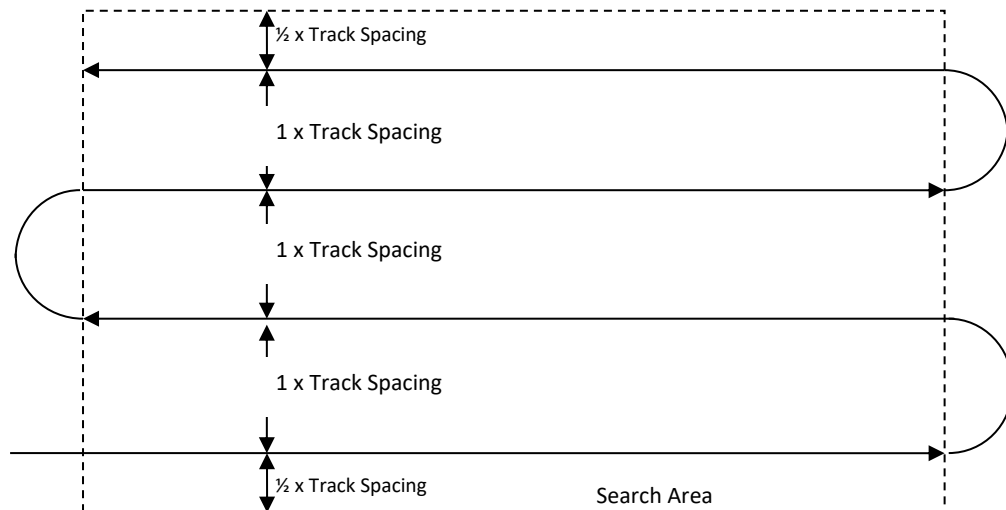 ½ x Track Spacing
1 x Track Spacing
1 x Track Spacing
1 x Track Spacing
½ x Track Spacing
Search Area